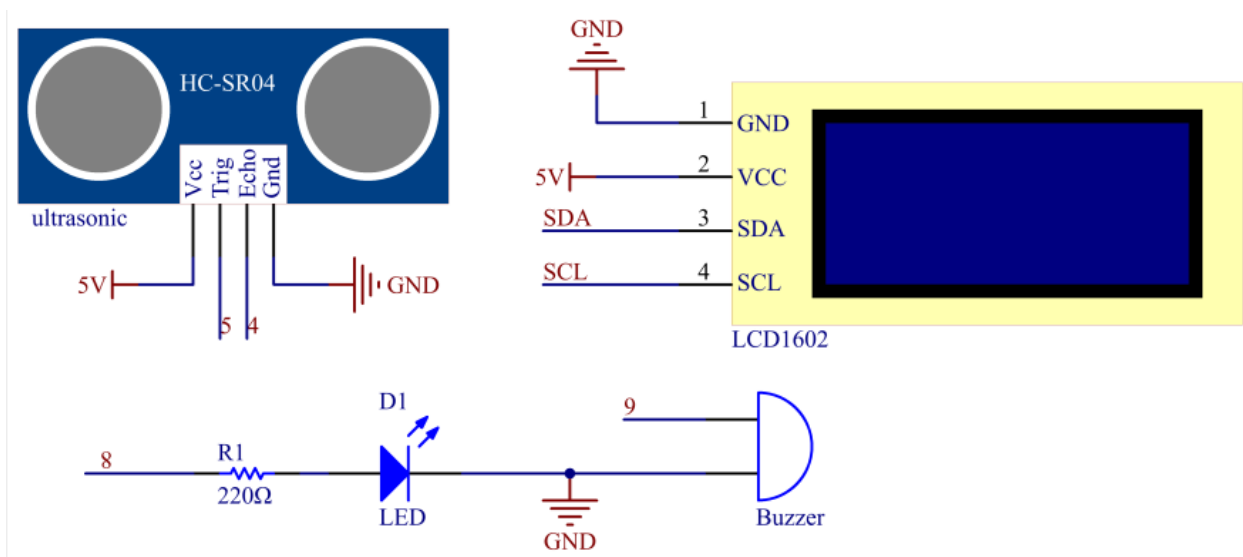 HC-SR04
Vcc
Trig
Echo
Gnd
ultrasonic
5V
GND
5
4
GND
1
GND
5V
2
VCC
SDA
3
SDA
SCL
4
SCL
LCD1602
8
R1
220Ω
D1
LED
GND
9
Buzzer